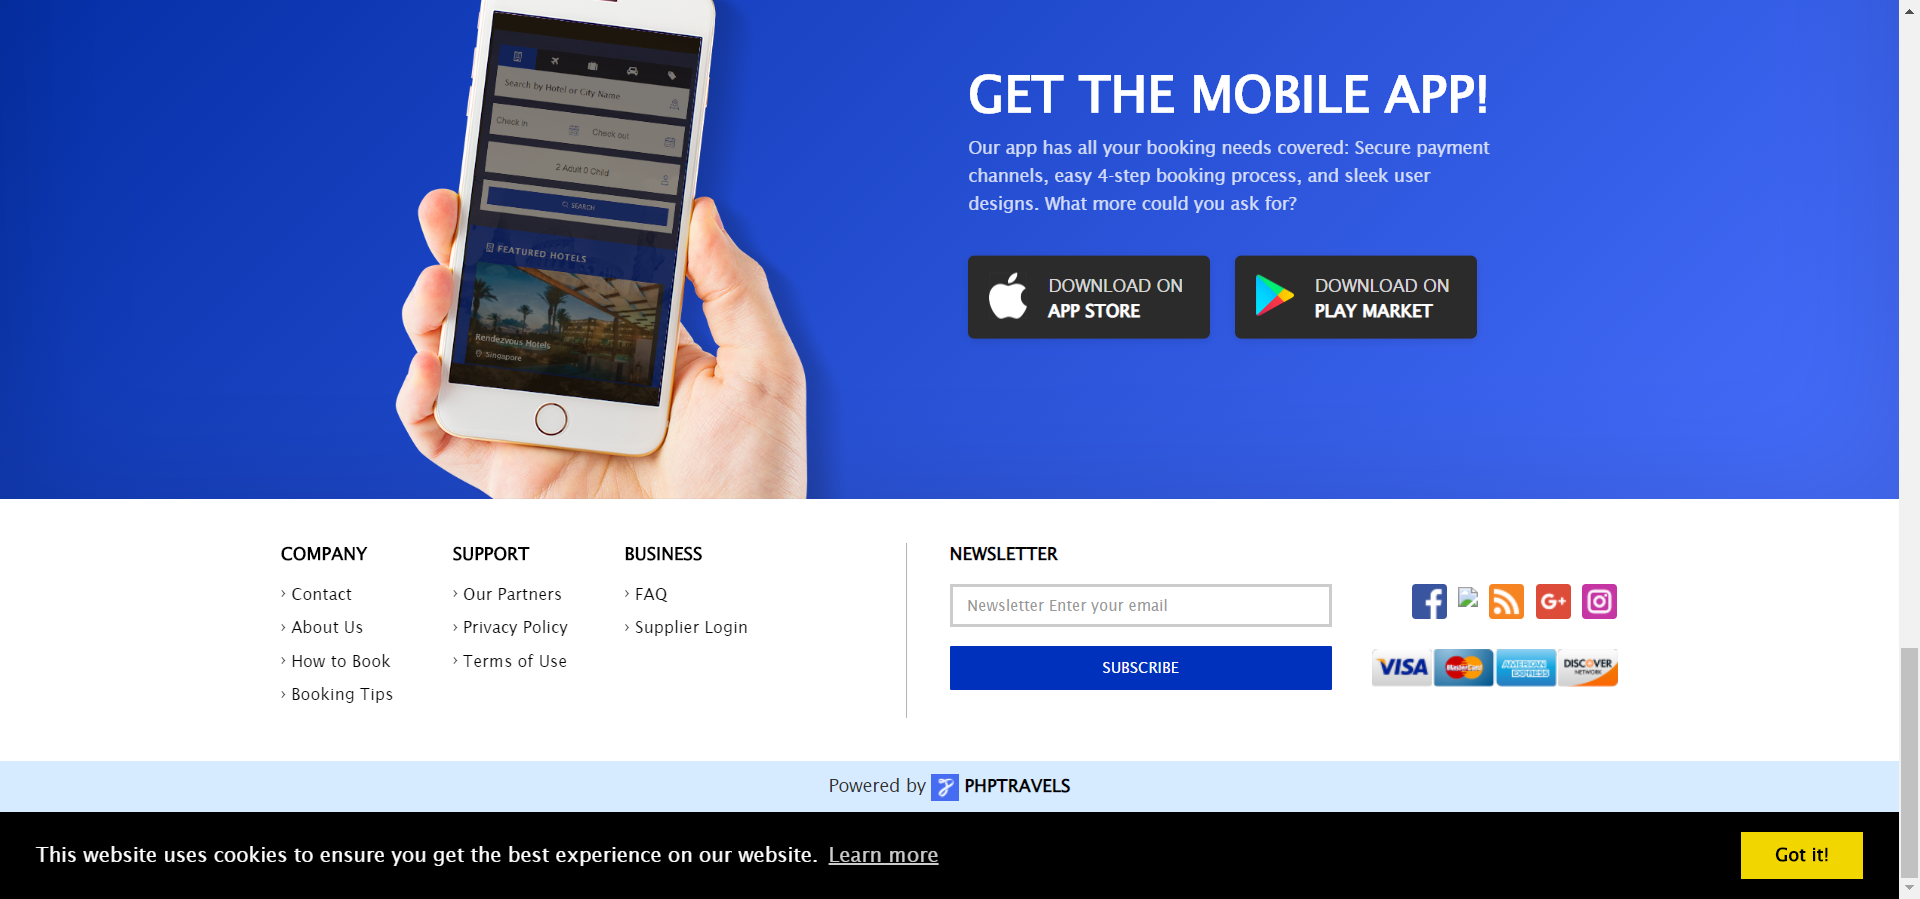 Search by Hotel or City Name
Check in
Check out
2 Adult 0 Child
SEARCH
FEATURED HOTELS
Rendezvous Hotels
Singapore
GET THE MOBILE APP!
Our app has all your booking needs covered: Secure payment
channels, easy 4-step booking process, and sleek user
designs. What more could you ask for?
DOWNLOAD ON
APP STORE
DOWNLOAD ON
PLAY MARKET
COMPANY
› Contact
› About Us
› How to Book
› Booking Tips
SUPPORT
› Our Partners
› Privacy Policy
› Terms of Use
BUSINESS
› FAQ
› Supplier Login
NEWSLETTER
Newsletter Enter your email
SUBSCRIBE
G+
VISA
MasterCard
AMERICAN
EXPRESS
DISCOVER
NETWORK
Powered by PHPTRAVELS
This website uses cookies to ensure you get the best experience on our website. Learn more
Got it!